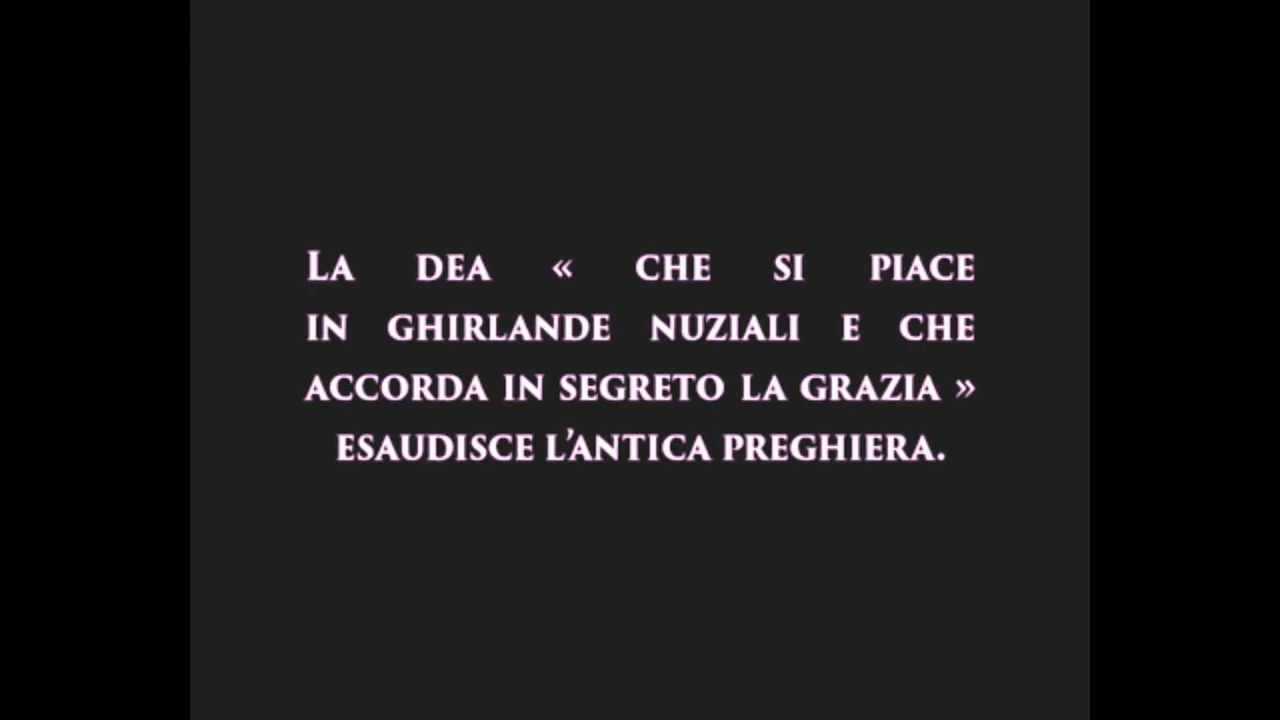 La dea « che si piace
in ghirlande nuziali e che
accorda in segreto la grazia »
esaudisce l’antica preghiera.